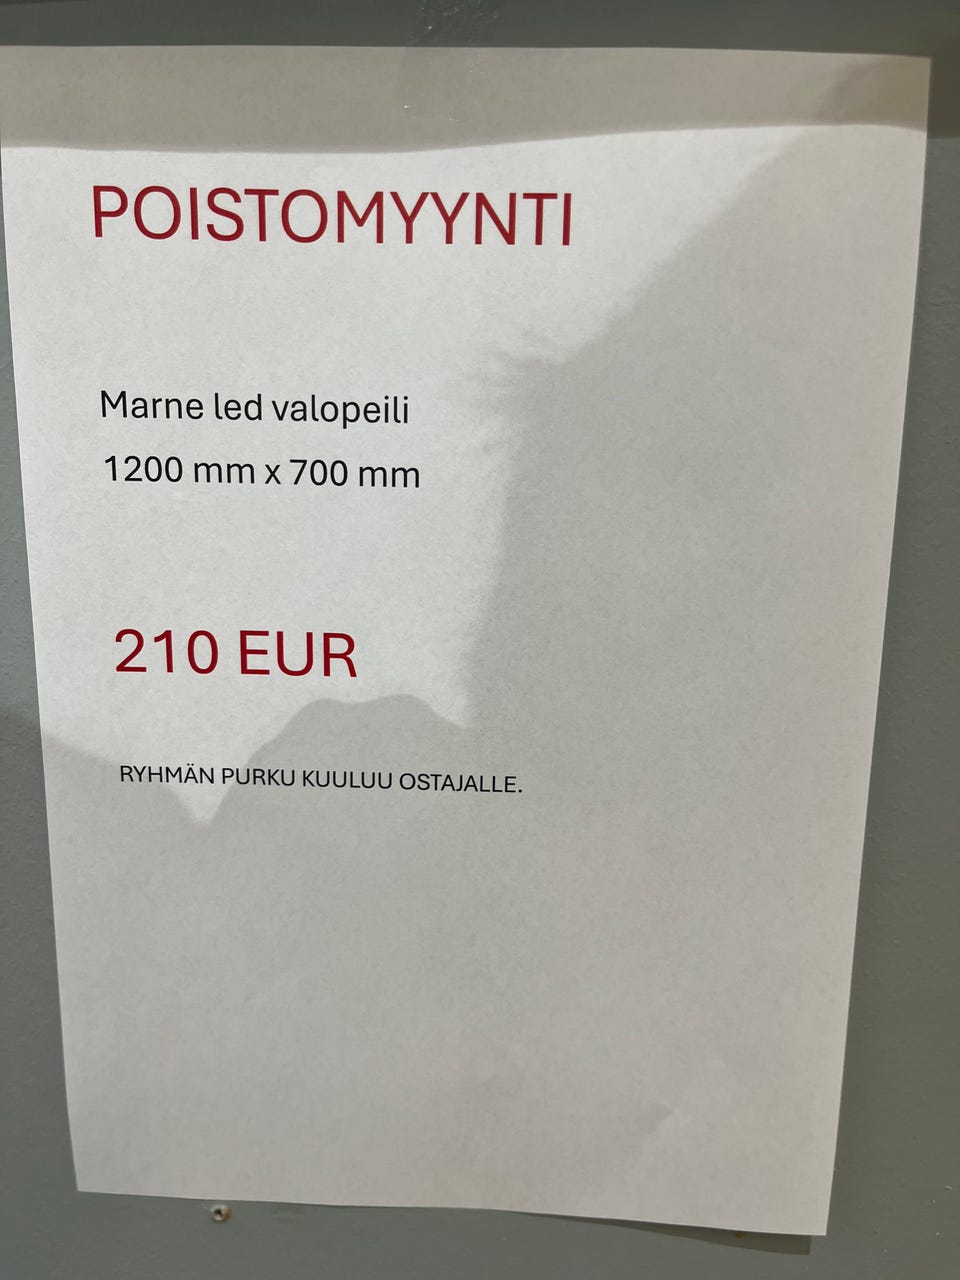 POISTOMYYNTI
Marne led valopeili
1200 mm x 700 mm
210 EUR
RYHMÄN PURKU KUULUU OSTAJALLE.